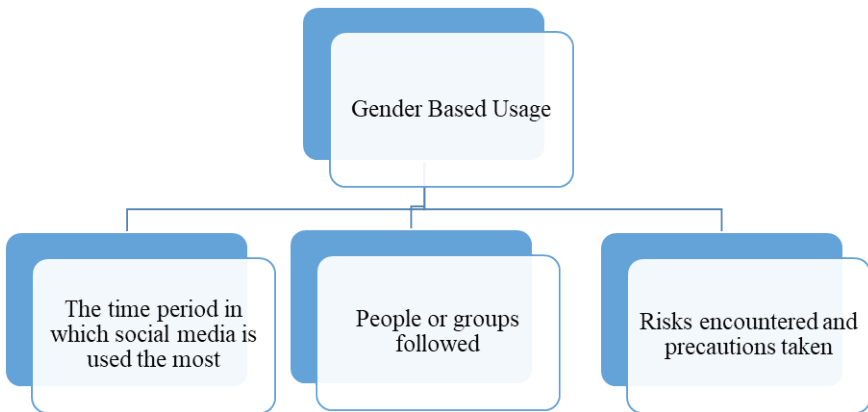 Gender Based Usage
The time period in
which social media is
used the most
People or groups
followed
Risks encountered and
precautions taken